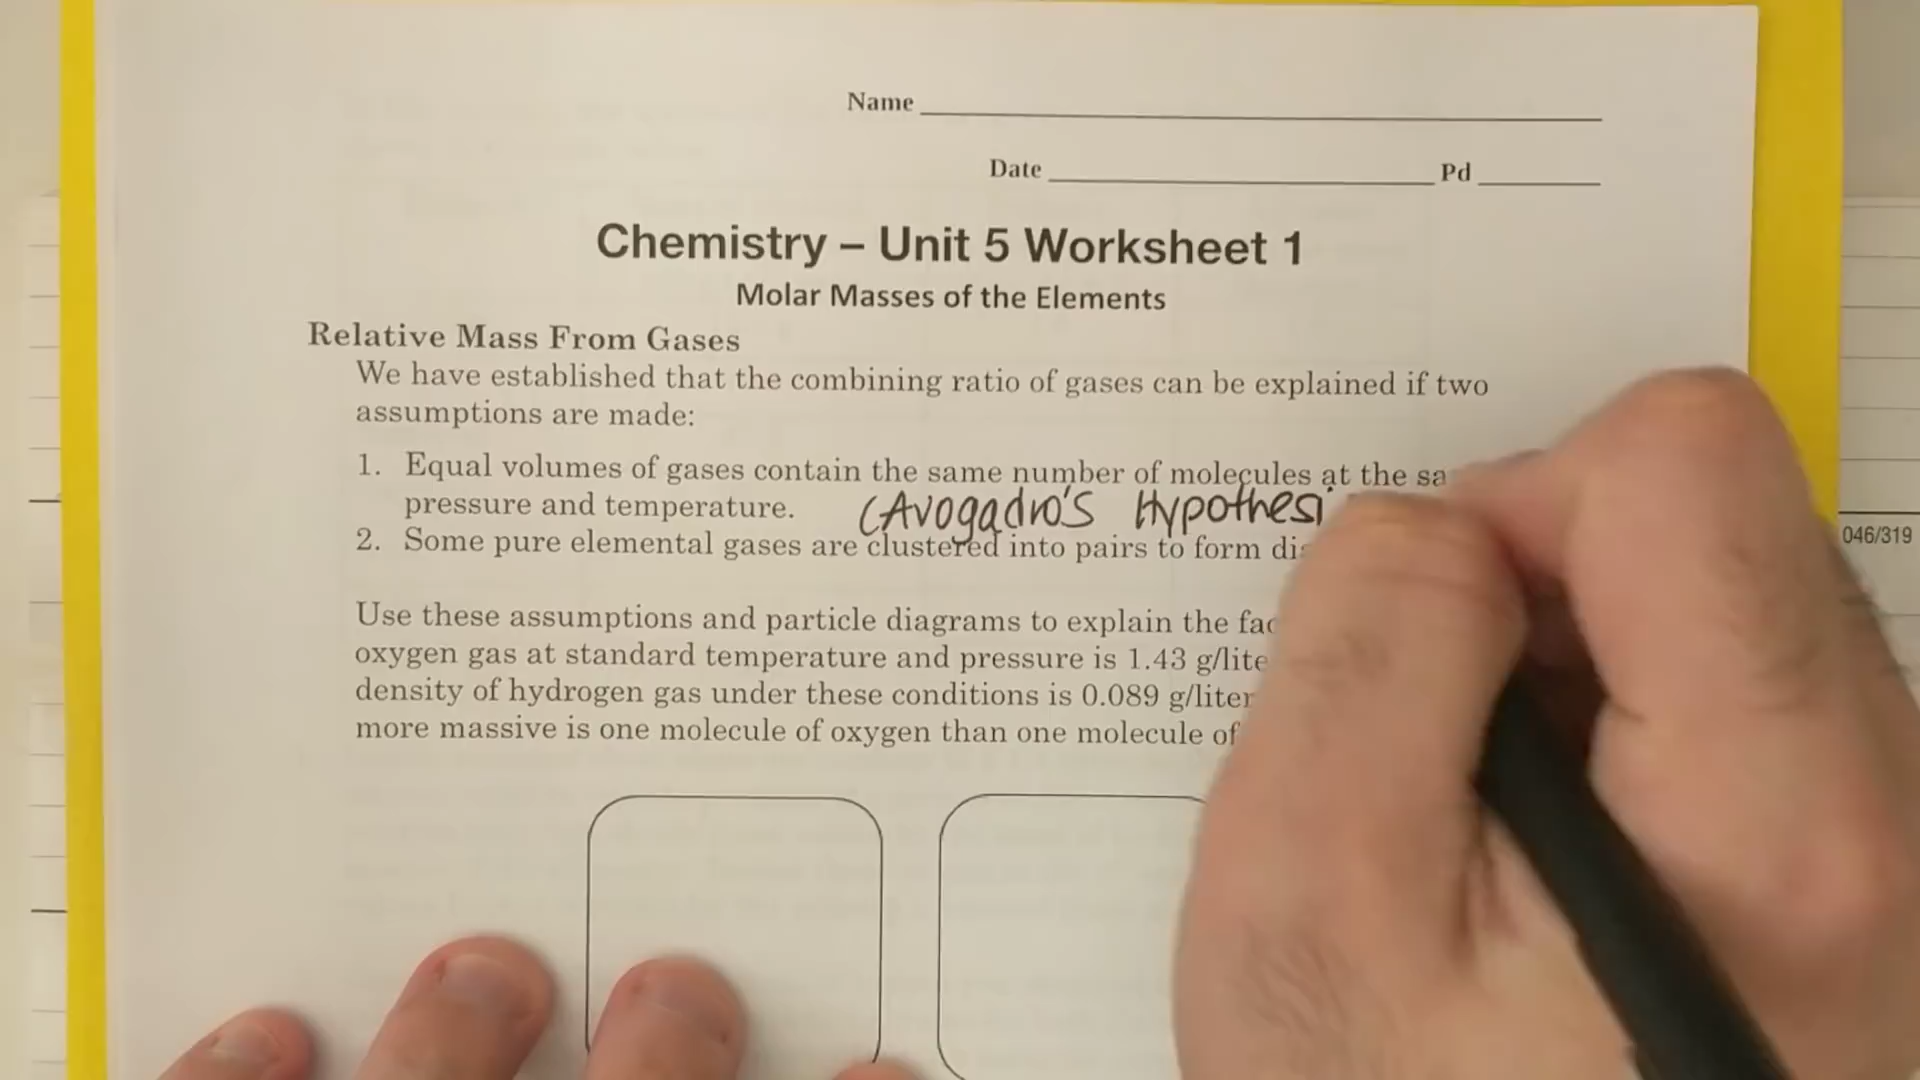 Name
Date Pd
Chemistry – Unit 5 Worksheet 1
Molar Masses of the Elements
Relative Mass From Gases
We have established that the combining ratio of gases can be explained if two
assumptions are made:
1. Equal volumes of gases contain the same number of molecules at the
pressure and temperature. (Avogadro's
2. Some pure elemental gases are clustered into pairs to form
Use these assumptions and particle diagrams to explain the
oxygen gas at standard temperature and pressure is 1.43
density of hydrogen gas under these conditions is 0.089 g/liter
more massive is one molecule of oxygen than one molecule of
046/319